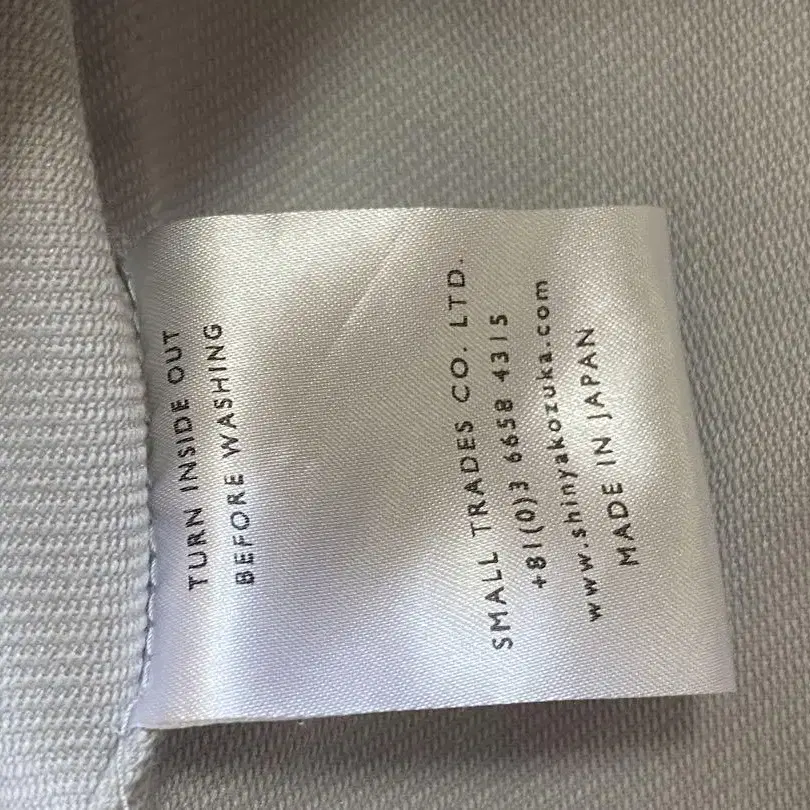 TURN INSIDE OUT
BEFORE WASHING
SMALL TRADES CO. LTD.
+81(0)3 6658 4315
www.shinyakozuka.com
MADE IN JAPAN